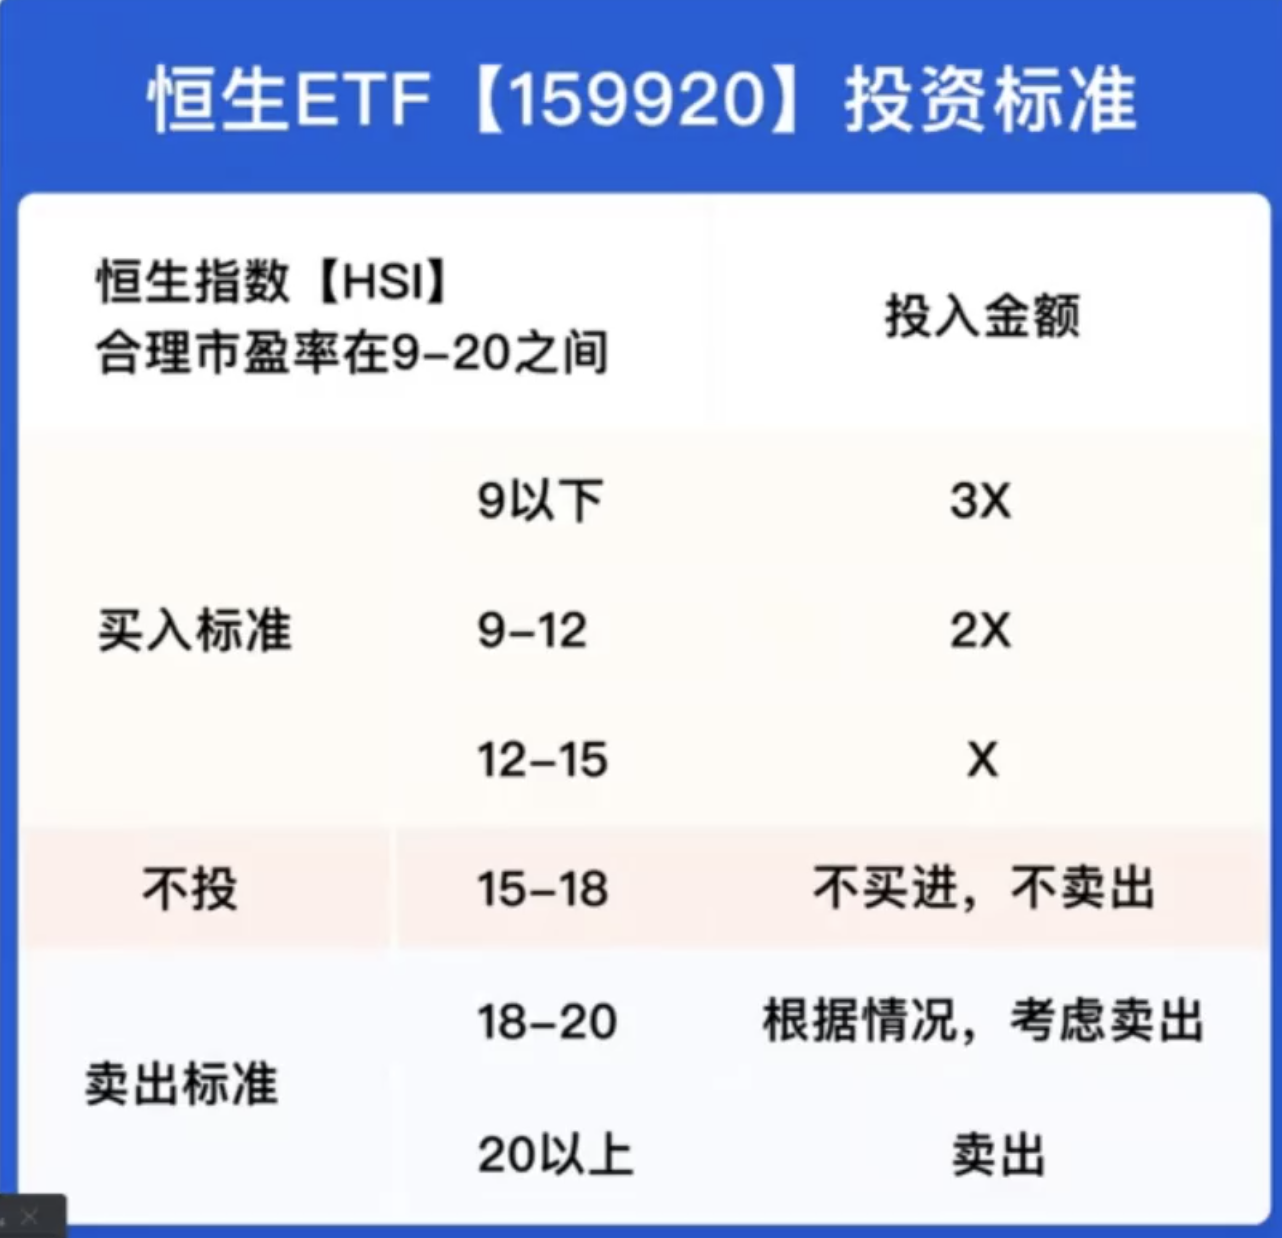 恒生ETF【159920】投资标准
恒生指数【HSI】
合理市盈率在9-20之间
投入金额
9以下
3X
买入标准
9-12
2X
12-15
X
不投
15-18
不买进，不卖出
18-20
根据情况，考虑卖出
卖出标准
20以上
卖出